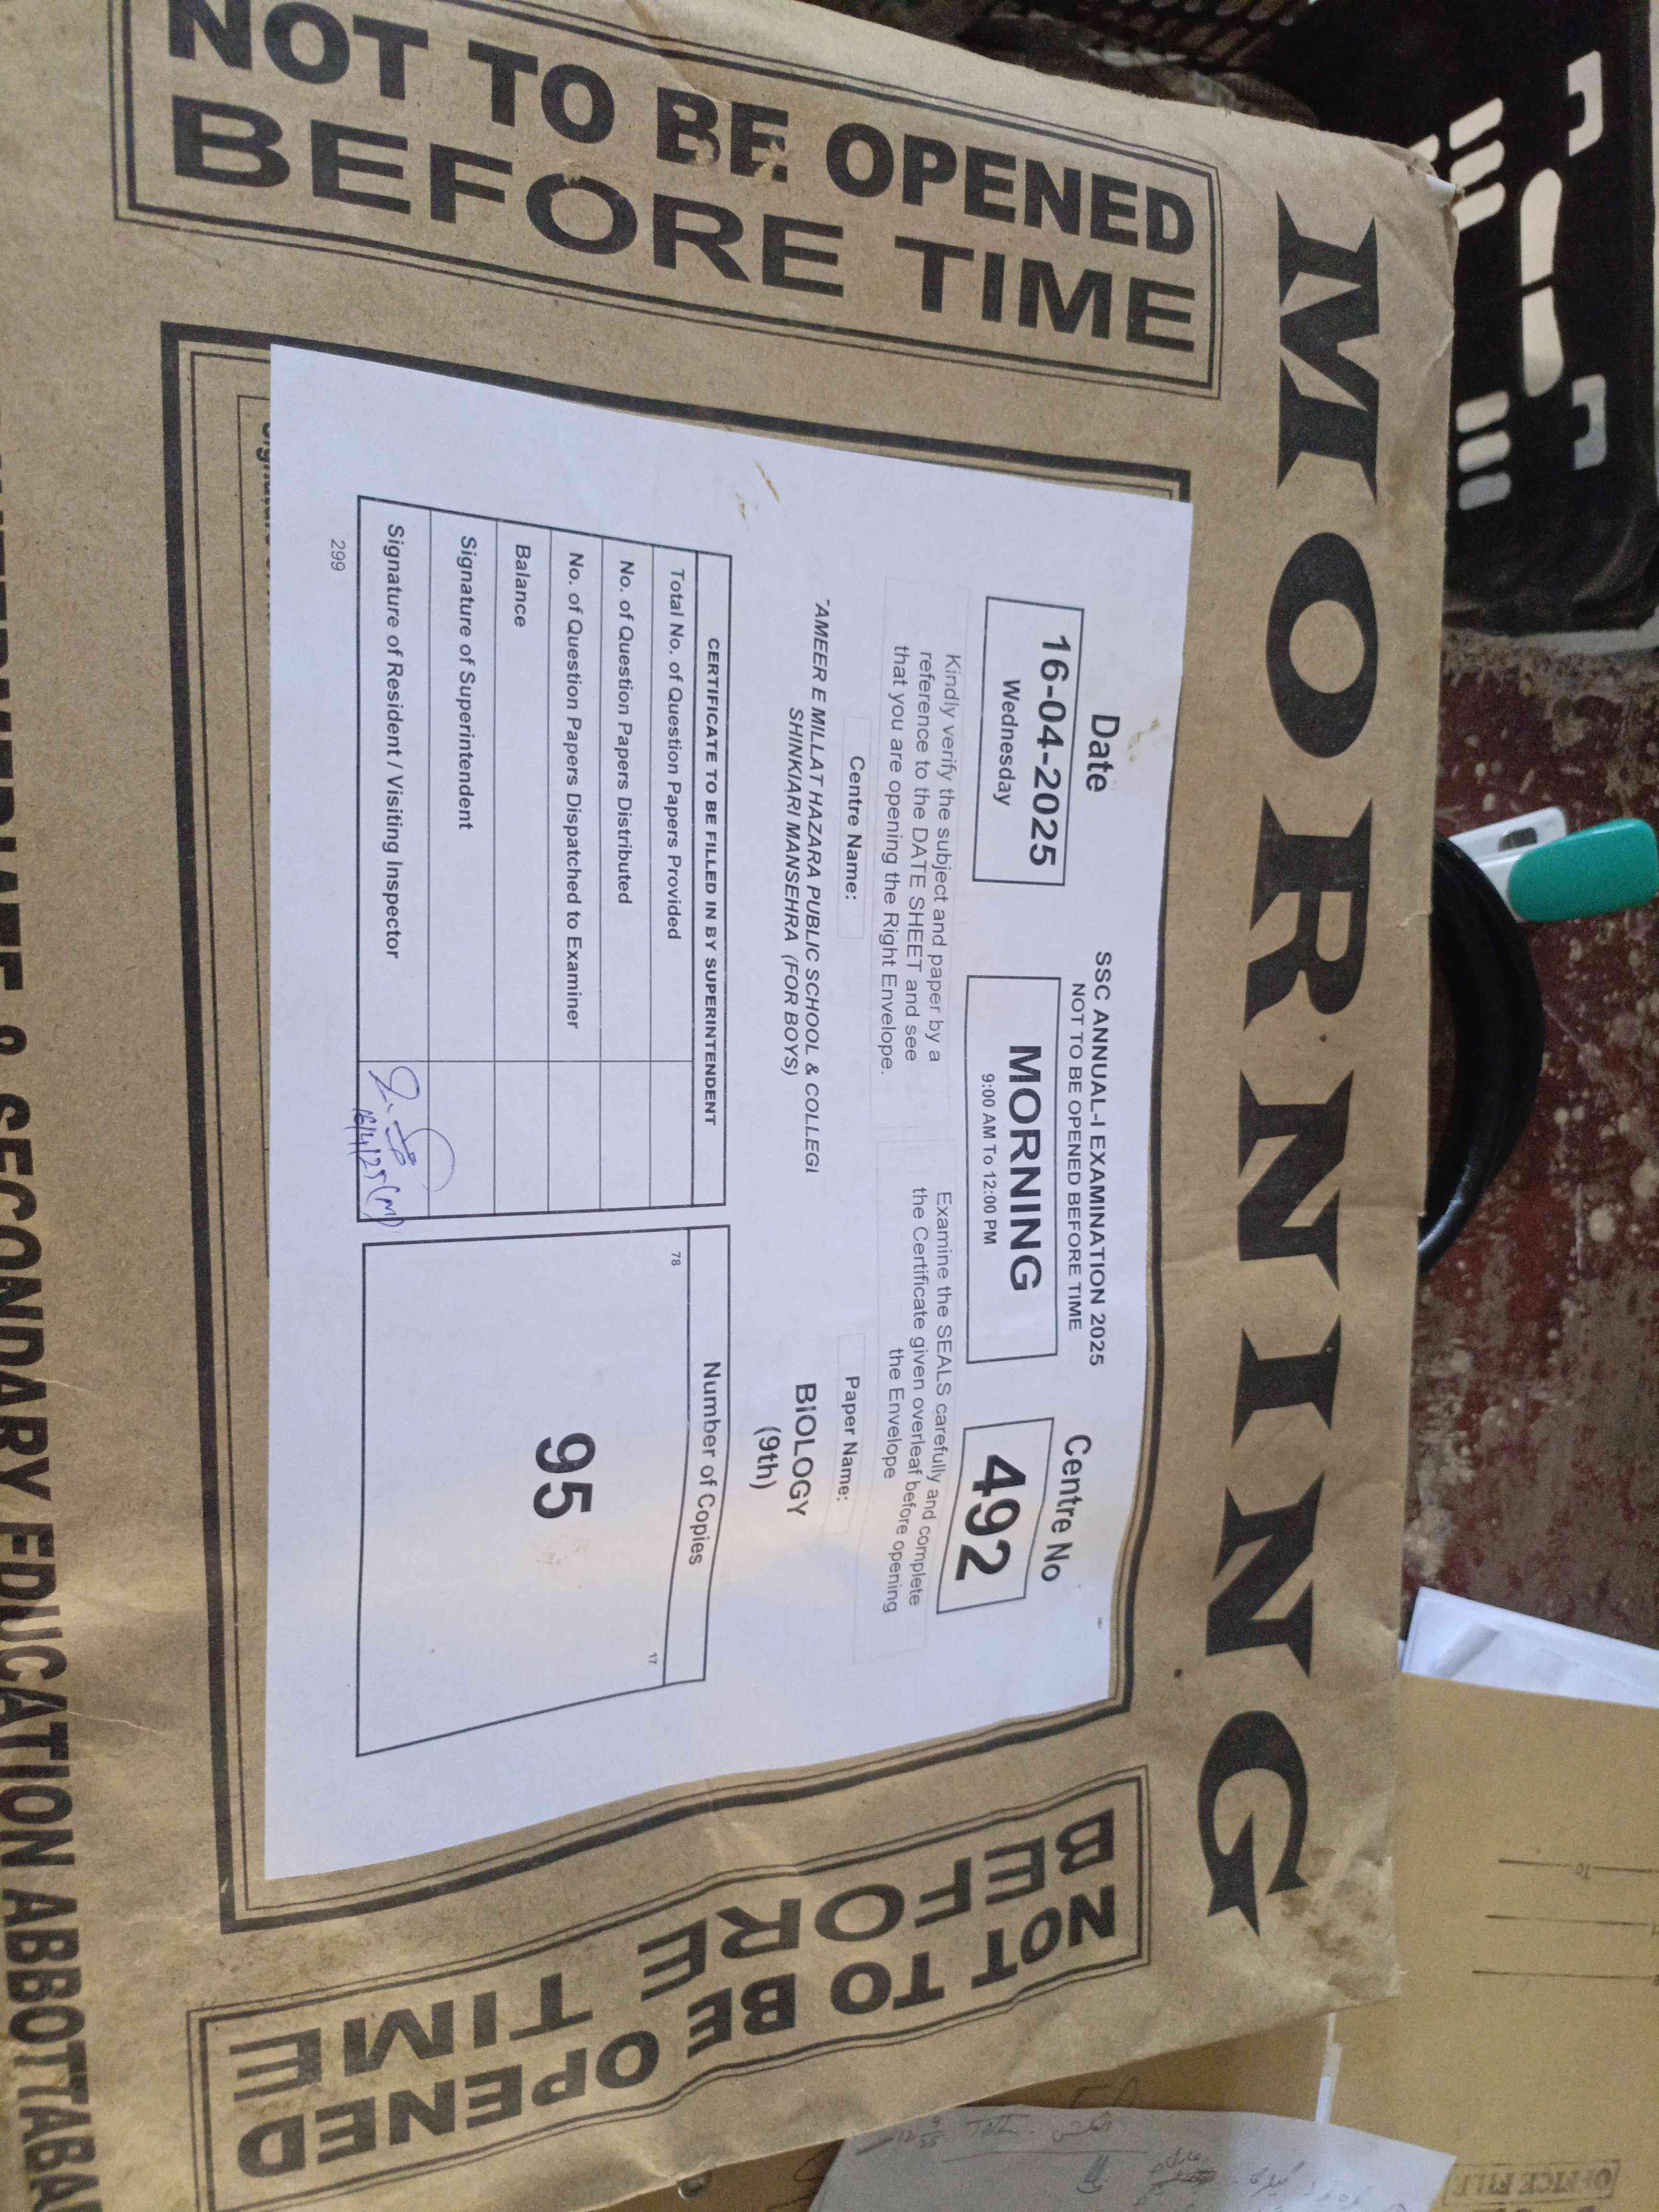 MORNING
NOT TO BE OPENED
BEFORE TIME
SSC ANNUAL-I EXAMINATION 2025
NOT TO BE OPENED BEFORE TIME
Date
16-04-2025
Wednesday
MORNING
9:00 AM To 12:00 PM
Centre No
492
Kindly verify the subject and paper by a
reference to the DATE SHEET and see
that you are opening the Right Envelope.
Examine the SEALS carefully and complete
the Certificate given overleaf before opening
the Envelope
Centre Name:
"AMEER E MILLAT HAZARA PUBLIC SCHOOL & COLLEGI
SHINKIARI MANSEHRA (FOR BOYS)
Paper Name:
BIOLOGY
(9th)
CERTIFICATE TO BE FILLED IN BY SUPERINTENDENT
Total No. of Question Papers Provided
No. of Question Papers Distributed
No. of Question Papers Dispatched to Examiner
Balance
Signature of Superintendent
Signature of Resident / Visiting Inspector
16/4/25 (M)
299
Number of Copies
78
17
95
NOT TO BE OPENED
BEFORE TIME
& SECONDARY EDUCATION ABBOTTABA
OFFICE FILE